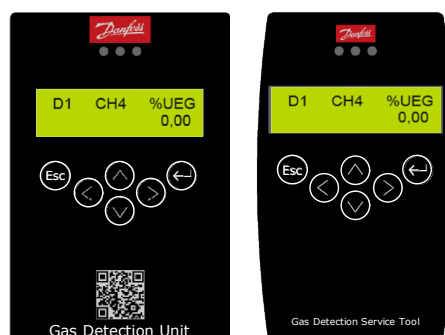 Danfoss
D1 CH4 %UEG
0,00
Esc
Gas Detection Unit
Danfoss
D1 CH4 %UEG
0,00
Esc
Gas Detection Service Tool